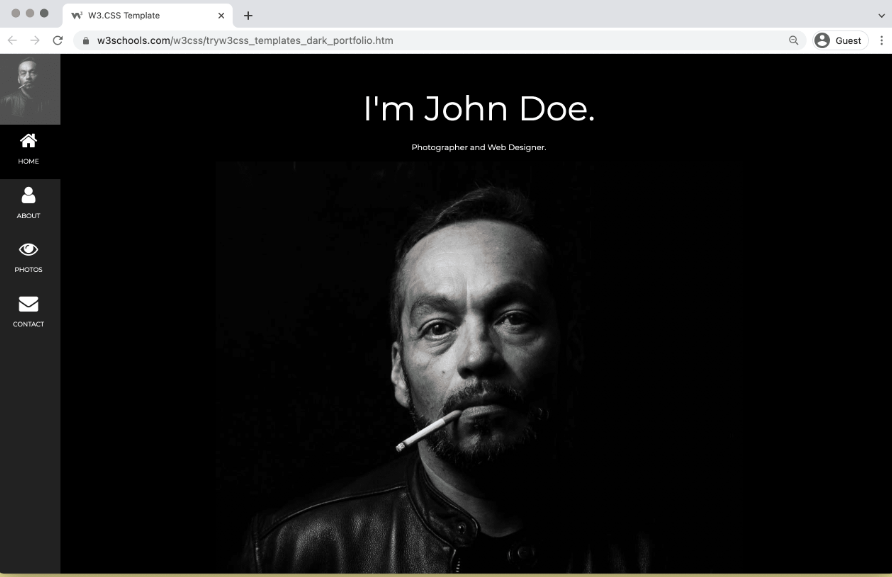 W3.CSS Template
w3schools.com/w3css/tryw3css_templates_dark_portfolio.htm
Guest
HOME
ABOUT
PHOTOS
CONTACT
I'm John Doe.
Photographer and Web Designer.